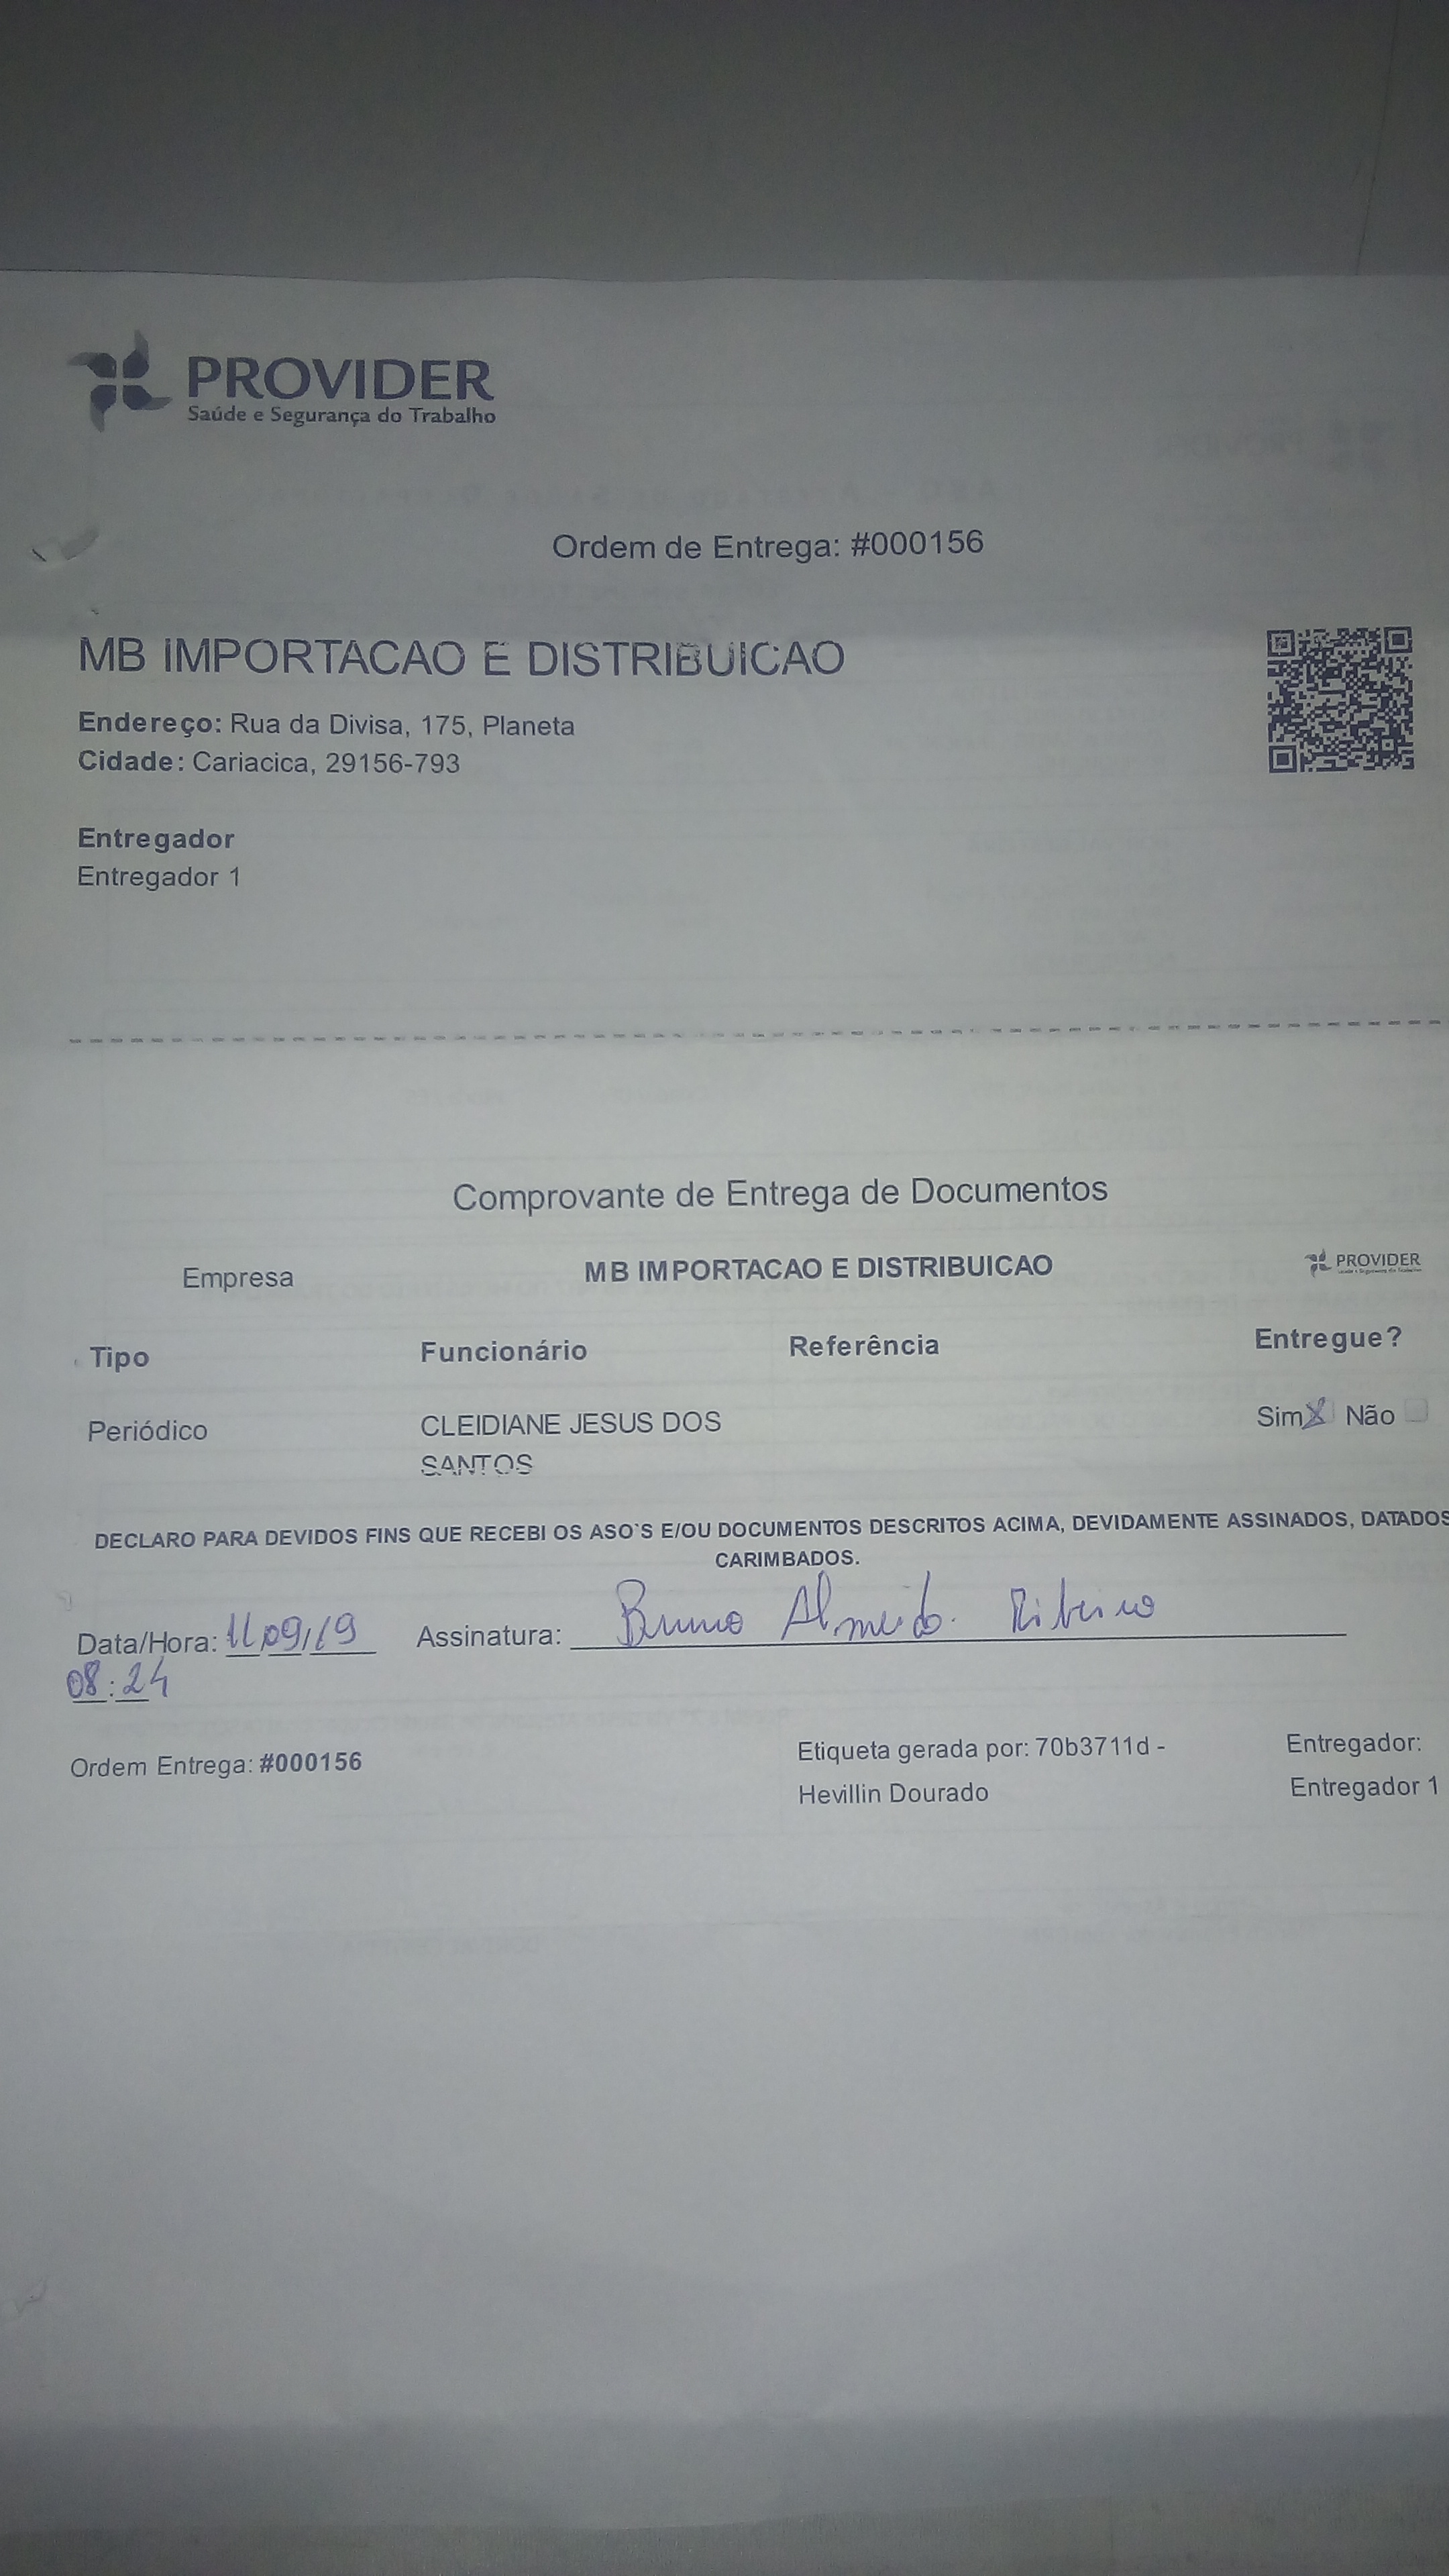 PROVIDER
Saúde e Segurança do Trabalho
Ordem de Entrega: #000156
MB IMPORTACAO E DISTRIBUICAO
Endereço: Rua da Divisa, 175, Planeta
Cidade: Cariacica, 29156-793
Entregador
Entregador 1
Comprovante de Entrega de Documentos
Empresa MB IMPORTACAO E DISTRIBUICAO PROVIDER
Saúde e Segurança do Trabalho
Tipo Funcionário Referência Entregue?
Periódico CLEIDIANE JESUS DOS Sim X Não
SANTOS
DECLARO PARA DEVIDOS FINS QUE RECEBI OS ASO`S E/OU DOCUMENTOS DESCRITOS ACIMA, DEVIDAMENTE ASSINADOS, DATADOS
CARIMBADOS.
Data/Hora: 11/09/19 Assinatura: Bruno Almeida Ribeiro
08:24
Ordem Entrega: #000156 Etiqueta gerada por: 70b3711d - Entregador:
Hevillin Dourado Entregador 1